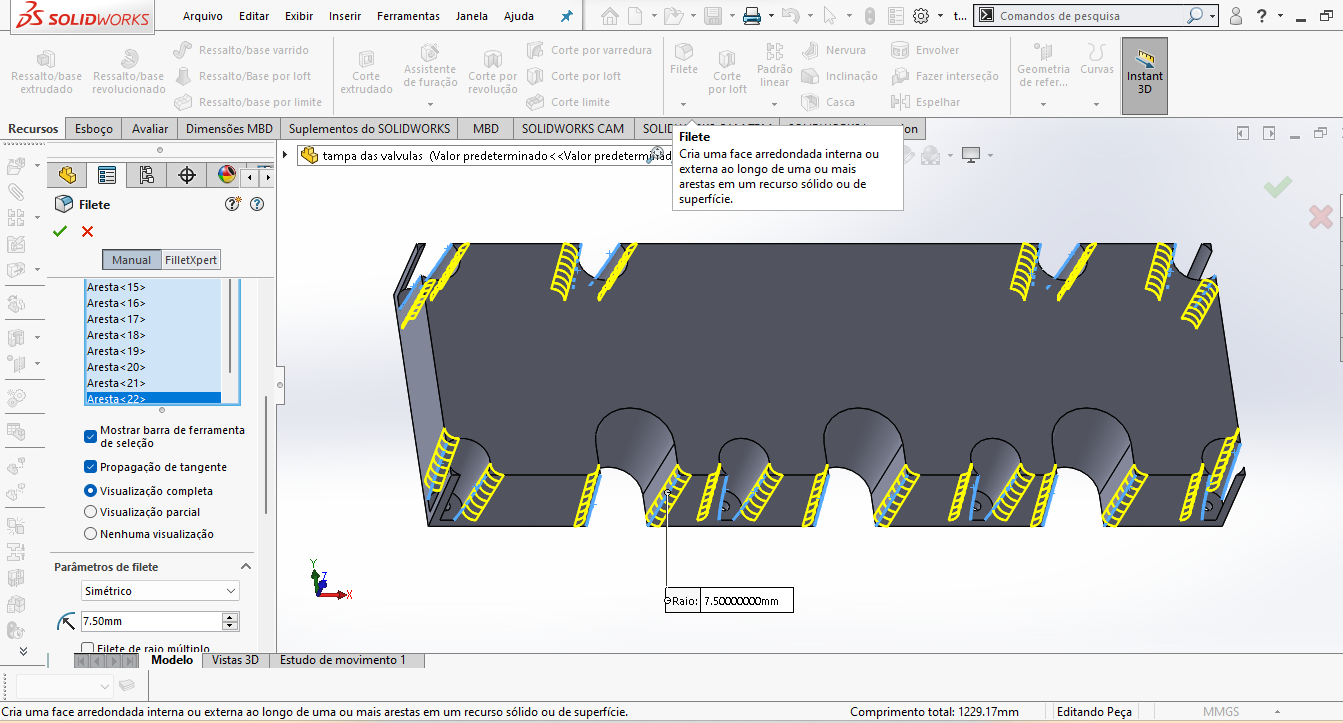 SOLIDWORKS
Arquivo Editar Exibir Inserir Ferramentas Janela Ajuda
t...
Comandos de pesquisa
Ressalto/base extrudado
Ressalto/base revolucionado
Ressalto/base varrido
Ressalto/Base por loft
Ressalto/base por limite
Corte extrudado
Assistente de furação
Corte por revolução
Corte por varredura
Corte por loft
Corte limite
Filete
Corte por loft
Padrão linear
Nervura
Inclinação
Casca
Envolver
Fazer interseção
Espelhar
Geometria de refer...
Curvas
Instant 3D
Recursos Esboço Avaliar Dimensões MBD Suplementos do SOLIDWORKS MBD SOLIDWORKS CAM
tampa das valvulas (Valor predeterminado<<Valor predeterminad
Filete
Cria uma face arredondada interna ou
externa ao longo de uma ou mais
arestas em um recurso sólido ou de
superfície.
Filete
Manual FilletXpert
Aresta<15>
Aresta<16>
Aresta<17>
Aresta<18>
Aresta<19>
Aresta<20>
Aresta<21>
Aresta<22>
Mostrar barra de ferramenta
de seleção
Propagação de tangente
Visualização completa
Visualização parcial
Nenhuma visualização
Parâmetros de filete
Simétrico
7.50mm
Filete de raio múltiplo
Y
Z
X
Raio: 7.50000000mm
Modelo Vistas 3D Estudo de movimento 1
Cria uma face arredondada interna ou externa ao longo de uma ou mais arestas em um recurso sólido ou de superfície.
Comprimento total: 1229.17mm Editando Peça MMGS